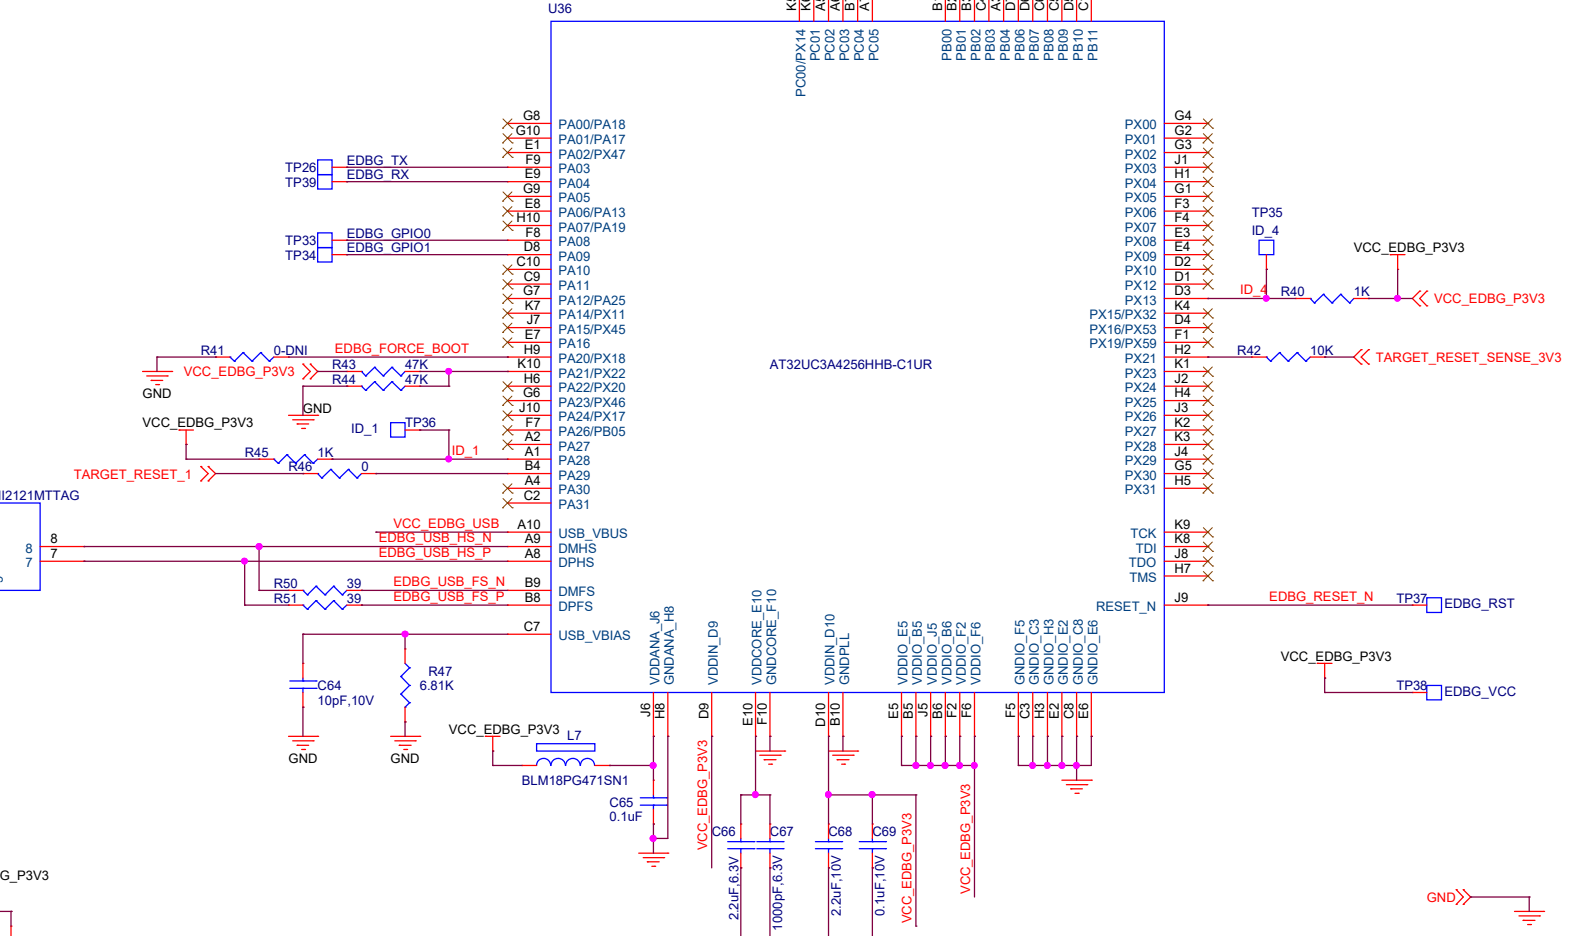 U36
PC00/PX14
PC01
PC02
PC03
PC04
PC05
PB00
PB01
PB02
PB03
PB04
PB06
PB07
PB08
PB09
PB10
PB11
G8 PA00/PA18
G10 PA01/PA17
E1 PA02/PX47
TP26 EDBG_TX F9 PA03
TP39 EDBG_RX E9 PA04
G9 PA05
E8 PA06/PA13
H10 PA07/PA19
TP33 EDBG_GPIO0 F8 PA08
TP34 EDBG_GPIO1 D8 PA09
C10 PA10
C9 PA11
G7 PA12/PA25
K7 PA14/PX11
J7 PA15/PX45
E7 PA16
R41 0-DNI EDBG_FORCE_BOOT H9 PA20/PX18
GND
VCC_EDBG_P3V3 R43 47K K10 PA21/PX22
R44 47K H6 PA22/PX20
GND
G6 PA23/PX46
J10 PA24/PX17
F7 PA26/PB05
VCC_EDBG_P3V3
ID_1 TP36
A2 PA27
R45 1K ID_1 A1 PA28
TARGET_RESET_1 R46 0 B4 PA29
A4 PA30
C2 PA31
I2121MTTAG
8 8
7 7
VCC_EDBG_USB A10 USB_VBUS
EDBG_USB_HS_N A9 DMHS
EDBG_USB_HS_P A8 DPHS
R50 39 EDBG_USB_FS_N B9 DMFS
R51 39 EDBG_USB_FS_P B8 DPFS
C7 USB_VBIAS
C64
10pF,10V
GND
R47
6.81K
GND
AT32UC3A4256HHB-C1UR
PX00 G4
PX01 G2
PX02 G3
PX03 J1
PX04 H1
PX05 G1
PX06 F3
PX07 F4
PX08 E3
PX09 E4
PX10 D2
PX12 D1
PX13 D3 ID_4 R40 1K VCC_EDBG_P3V3
TP35
ID_4
VCC_EDBG_P3V3
PX15/PX32 K4
PX16/PX53 D4
PX19/PX59 F1
PX21 H2 R42 10K TARGET_RESET_SENSE_3V3
PX23 K1
PX24 J2
PX25 H4
PX26 J3
PX27 K2
PX28 K3
PX29 J4
PX30 G5
PX31 H5
TCK K9
TDI K8
TDO J8
TMS H7
RESET_N J9 EDBG_RESET_N TP37 EDBG_RST
VCC_EDBG_P3V3
TP38 EDBG_VCC
VDDANA_J6 J6
GNDANA_H8 H8
VDDIN_D9 D9
VDDCORE_E10 E10
GNDCORE_F10 F10
VDDIN_D10 D10
GNDPLL B10
VDDIO_E5 E5
VDDIO_B5 B5
VDDIO_J5 J5
VDDIO_B6 B6
VDDIO_F2 F2
VDDIO_F6 F6
GNDIO_F5 F5
GNDIO_C3 C3
GNDIO_H3 H3
GNDIO_E2 E2
GNDIO_C8 C8
GNDIO_E6 E6
VCC_EDBG_P3V3 L7
BLM18PG471SN1
C65
0.1uF
VCC_EDBG_P3V3
C66
2.2uF,6.3V
C67
1000pF,6.3V
C68
2.2uF,10V
C69
0.1uF,10V
VCC_EDBG_P3V3
VCC_EDBG_P3V3
G_P3V3
GND